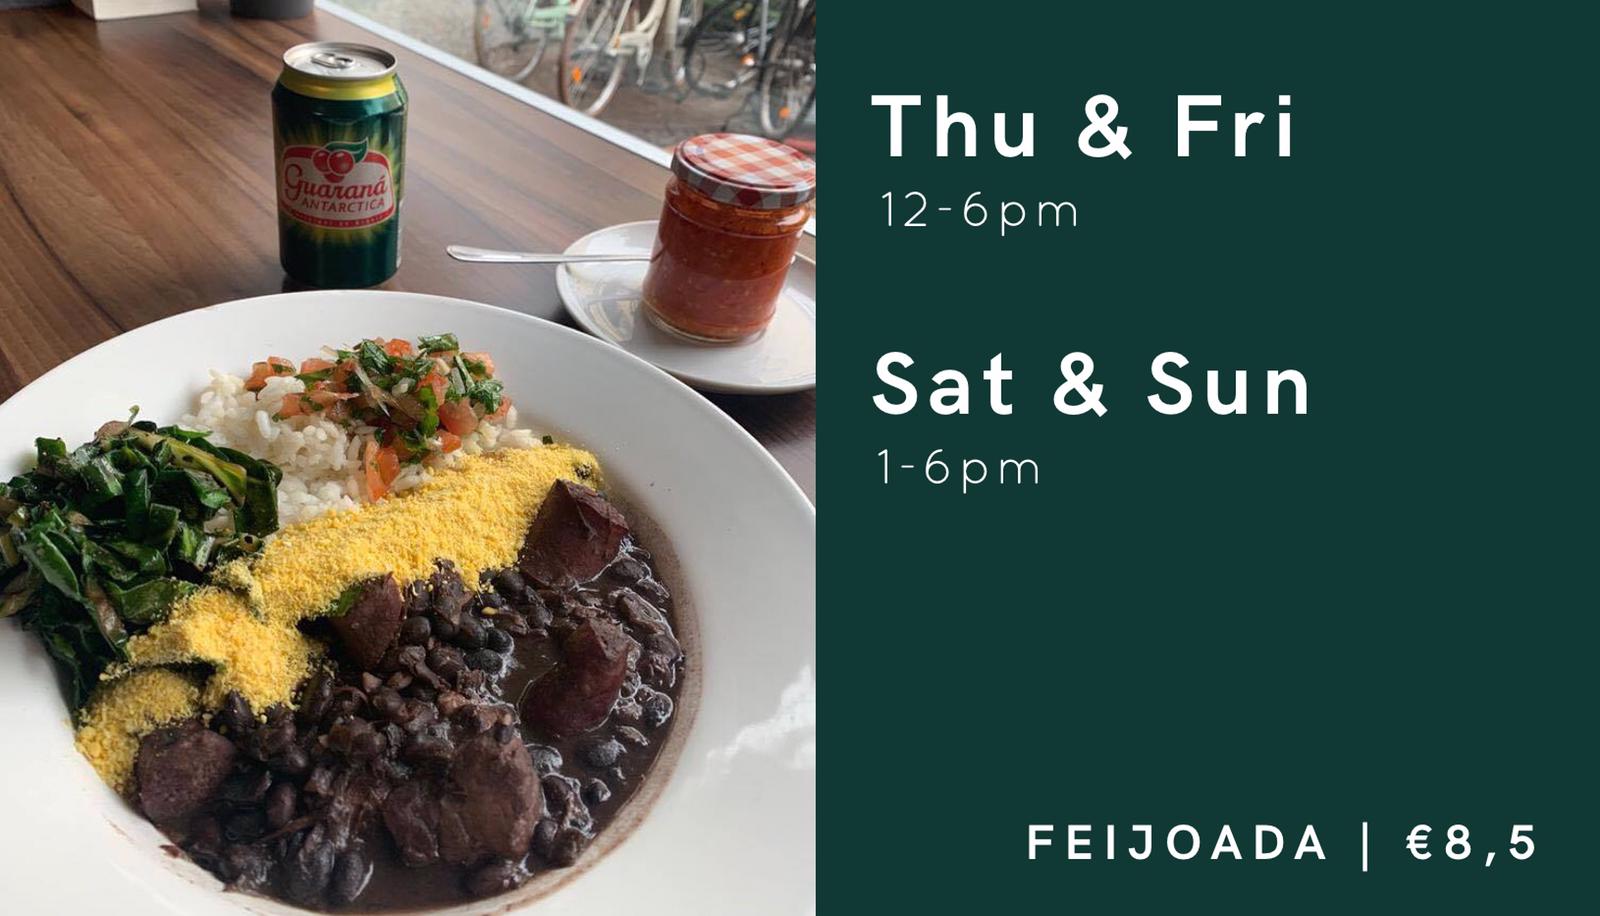 Guaraná
ANTARCTICA
Thu & Fri
12-6pm
Sat & Sun
1-6pm
FEIJOADA | €8,5